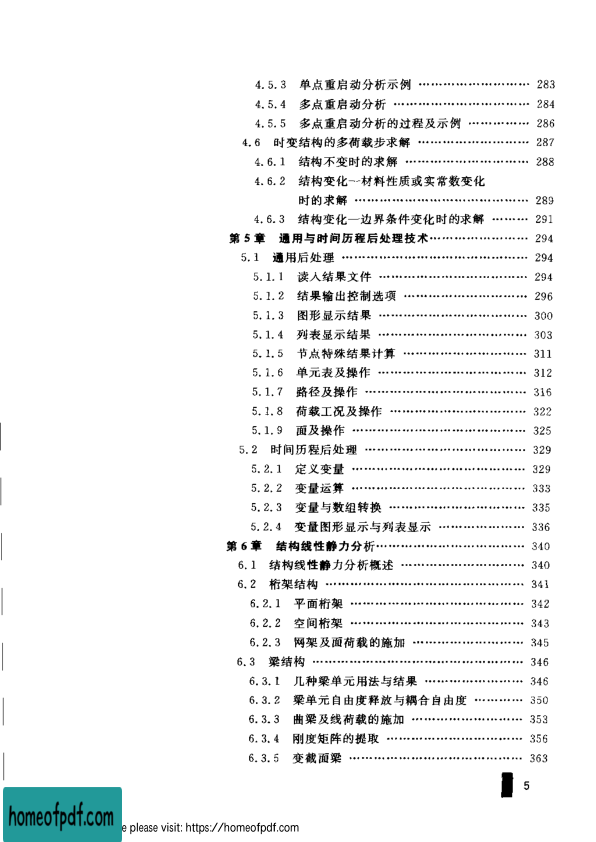 4.5.3 单点重启动分析示例 ………………………… 283
4.5.4 多点重启动分析 ……………………………… 284
4.5.5 多点重启动分析的过程及示例 …………… 286
4.6 时变结构的多荷载步求解 ………………………… 287
4.6.1 结构不变时的求解 …………………………… 288
4.6.2 结构变化—材料性质或实常数变化
时的求解 ……………………………………… 289
4.6.3 结构变化—边界条件变化时的求解 ……… 291
第 5 章 通用与时间历程后处理技术…………………… 294
5.1 通用后处理 ………………………………………… 294
5.1.1 读入结果文件 ………………………………… 294
5.1.2 结果输出控制选项 …………………………… 296
5.1.3 图形显示结果 ………………………………… 300
5.1.4 列表显示结果 ………………………………… 303
5.1.5 节点特殊结果计算 …………………………… 311
5.1.6 单元表及操作 ………………………………… 312
5.1.7 路径及操作 …………………………………… 316
5.1.8 荷载工况及操作 ……………………………… 322
5.1.9 面及操作 ……………………………………… 325
5.2 时间历程后处理 …………………………………… 329
5.2.1 定义变量 ……………………………………… 329
5.2.2 变量运算 ……………………………………… 333
5.2.3 变量与数组转换 ……………………………… 335
5.2.4 变量图形显示与列表显示 ………………… 336
第 6 章 结构线性静力分析………………………………… 340
6.1 结构线性静力分析概述 …………………………… 340
6.2 桁架结构 …………………………………………… 341
6.2.1 平面桁架 ……………………………………… 342
6.2.2 空间桁架 ……………………………………… 343
6.2.3 网架及面荷载的施加 ………………………… 345
6.3 梁结构 ……………………………………………… 346
6.3.1 几种梁单元用法与结果 ……………………… 346
6.3.2 梁单元自由度释放与耦合自由度 ………… 350
6.3.3 曲梁及线荷载的施加 ………………………… 353
6.3.4 刚度矩阵的提取 ……………………………… 356
6.3.5 变截面梁 ……………………………………… 363
5
homeofpdf.com
e please visit: https://homeofpdf.com